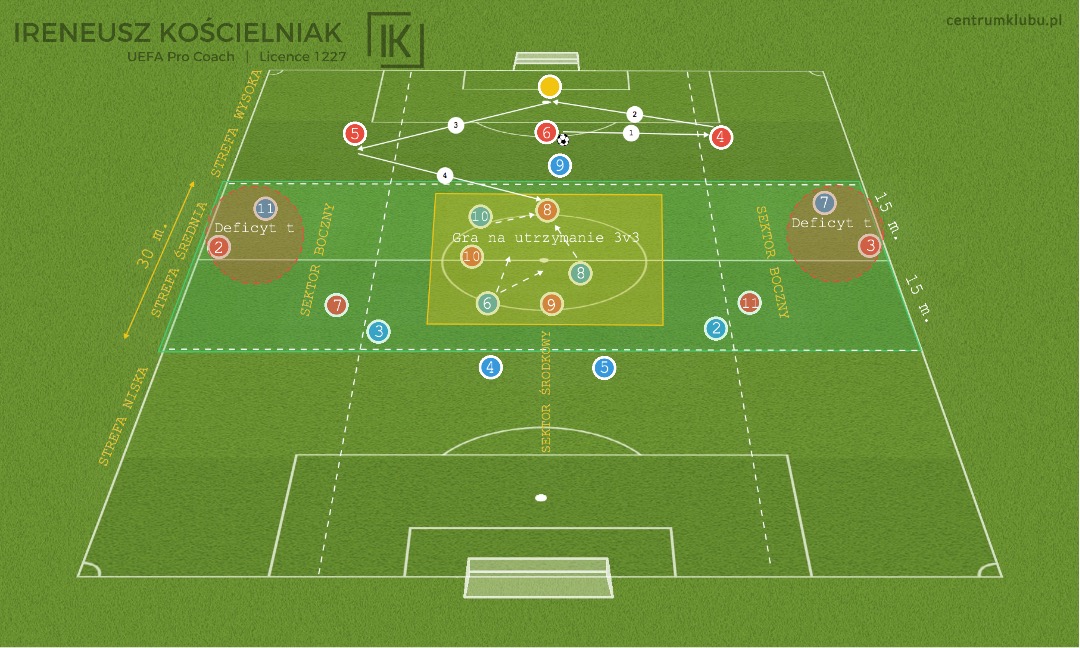 IRENEUSZ KOŚCIELNIAK
UEFA Pro Coach | Licence 1227
IK
centrumklubu.pl
STREFA WYSOKA
3
2
5
6
1
4
9
4
30 m.
STREFA ŚREDNIA
11
Deficyt t
2
SEKTOR BOCZNY
10
8
Gra na utrzymanie 3v3
10
8
6
9
SEKTOR BOCZNY
7
Deficyt t
3
15 m.
15 m.
7
3
11
2
4
5
STREFA NISKA
SEKTOR ŚRODKOWY